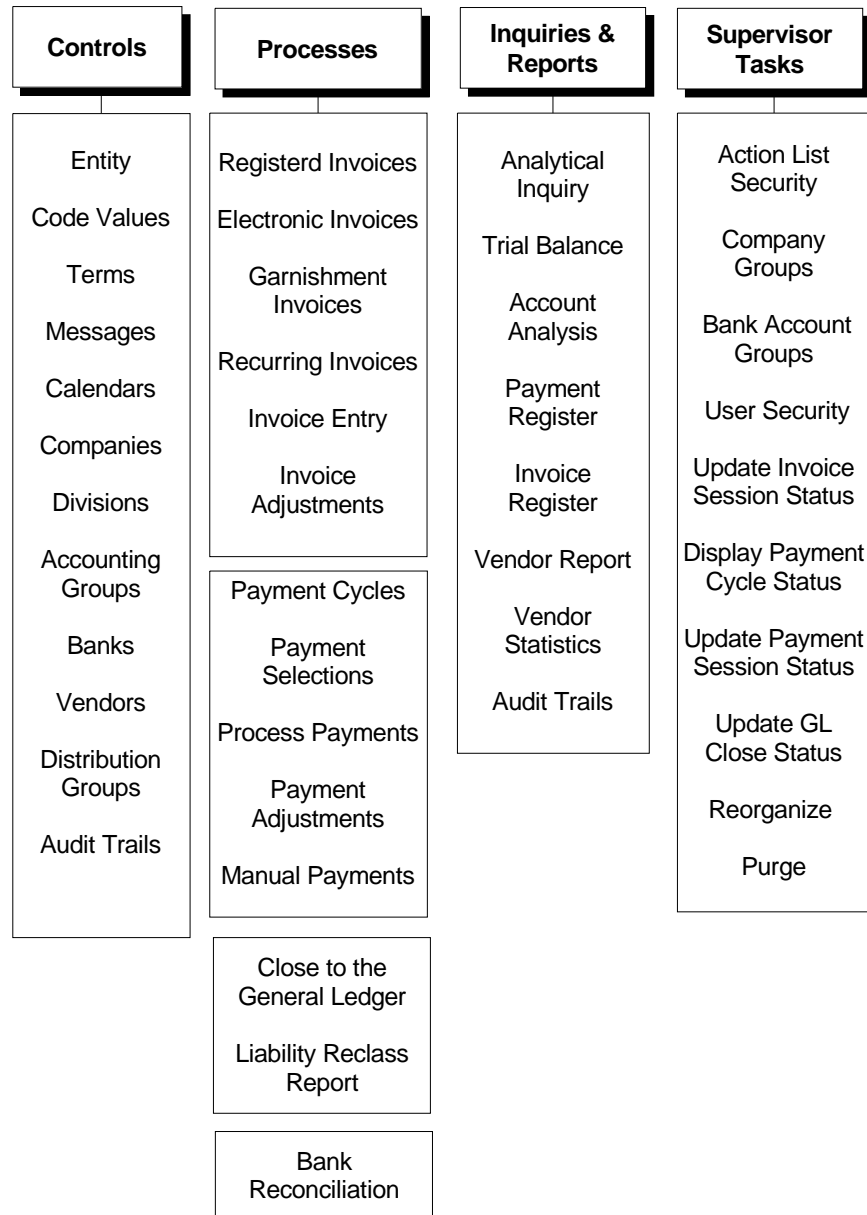 Controls
Entity
Code Values
Terms
Messages
Calendars
Companies
Divisions
Accounting
Groups
Banks
Vendors
Distribution
Groups
Audit Trails
Processes
Registerd Invoices
Electronic Invoices
Garnishment
Invoices
Recurring Invoices
Invoice Entry
Invoice
Adjustments
Payment Cycles
Payment
Selections
Process Payments
Payment
Adjustments
Manual Payments
Close to the
General Ledger
Liability Reclass
Report
Bank
Reconciliation
Inquiries &
Reports
Analytical
Inquiry
Trial Balance
Account
Analysis
Payment
Register
Invoice
Register
Vendor Report
Vendor
Statistics
Audit Trails
Supervisor
Tasks
Action List
Security
Company
Groups
Bank Account
Groups
User Security
Update Invoice
Session Status
Display Payment
Cycle Status
Update Payment
Session Status
Update GL
Close Status
Reorganize
Purge